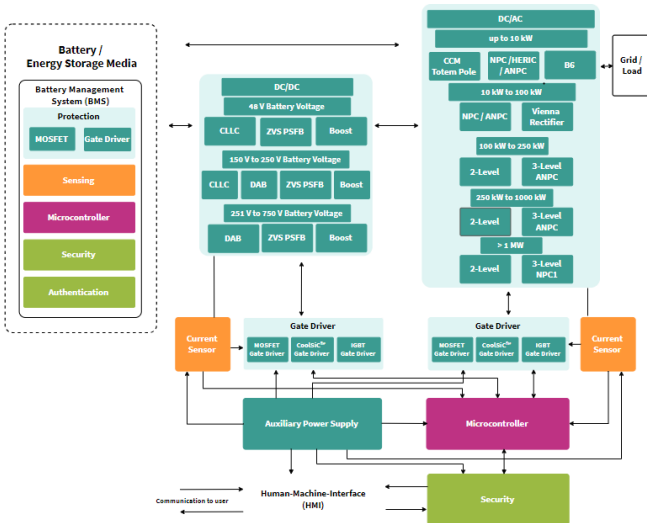 Battery /
Energy Storage Media
Battery Management
System (BMS)
Protection
MOSFET
Gate Driver
Sensing
Microcontroller
Security
Authentication
DC/DC
48 V Battery Voltage
CLLC
ZVS PSFB
Boost
150 V to 250 V Battery Voltage
CLLC
DAB
ZVS PSFB
Boost
251 V to 750 V Battery Voltage
DAB
ZVS PSFB
Boost
DC/AC
up to 10 kW
CCM
Totem Pole
NPC /HERIC
/ ANPC
B6
10 kW to 100 kW
NPC / ANPC
Vienna
Rectifier
100 kW to 250 kW
2-Level
3-Level
ANPC
250 kW to 1000 kW
2-Level
3-Level
ANPC
> 1 MW
2-Level
3-Level
NPC1
Grid /
Load
Current
Sensor
Gate Driver
MOSFET
Gate Driver
CoolSiC™
Gate Driver
IGBT
Gate Driver
Gate Driver
MOSFET
Gate Driver
CoolSiC™
Gate Driver
IGBT
Gate Driver
Current
Sensor
Auxiliary Power Supply
Microcontroller
Communication to user
Human-Machine-Interface
(HMI)
Security